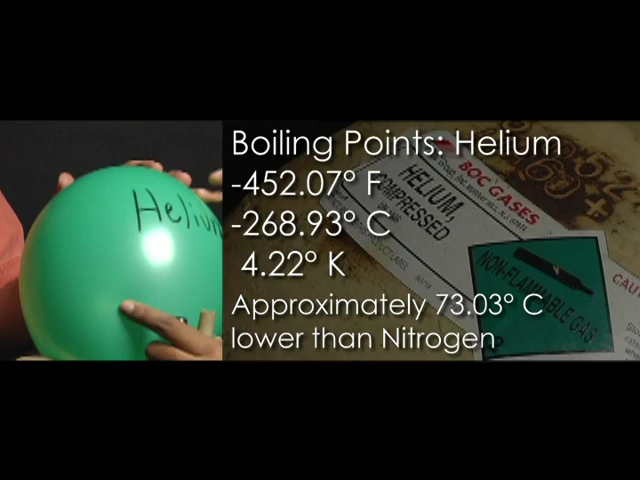 Helium
Boiling Points: Helium
-452.07° F
-268.93° C
4.22° K
Approximately 73.03° C
lower than Nitrogen
BOC GASES
HELIUM,
COMPRESSED
NON-FLAMMABLE GAS